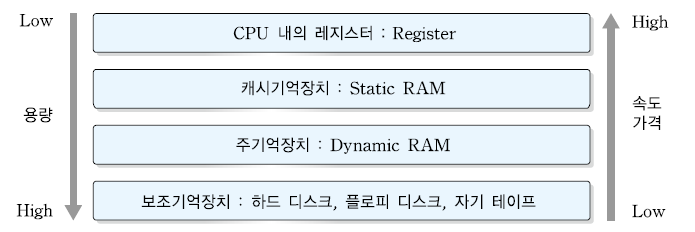 Low
High
CPU 내의 레지스터 : Register
캐시기억장치 : Static RAM
용량
속도
가격
주기억장치 : Dynamic RAM
보조기억장치 : 하드 디스크, 플로피 디스크, 자기 테이프
High
Low